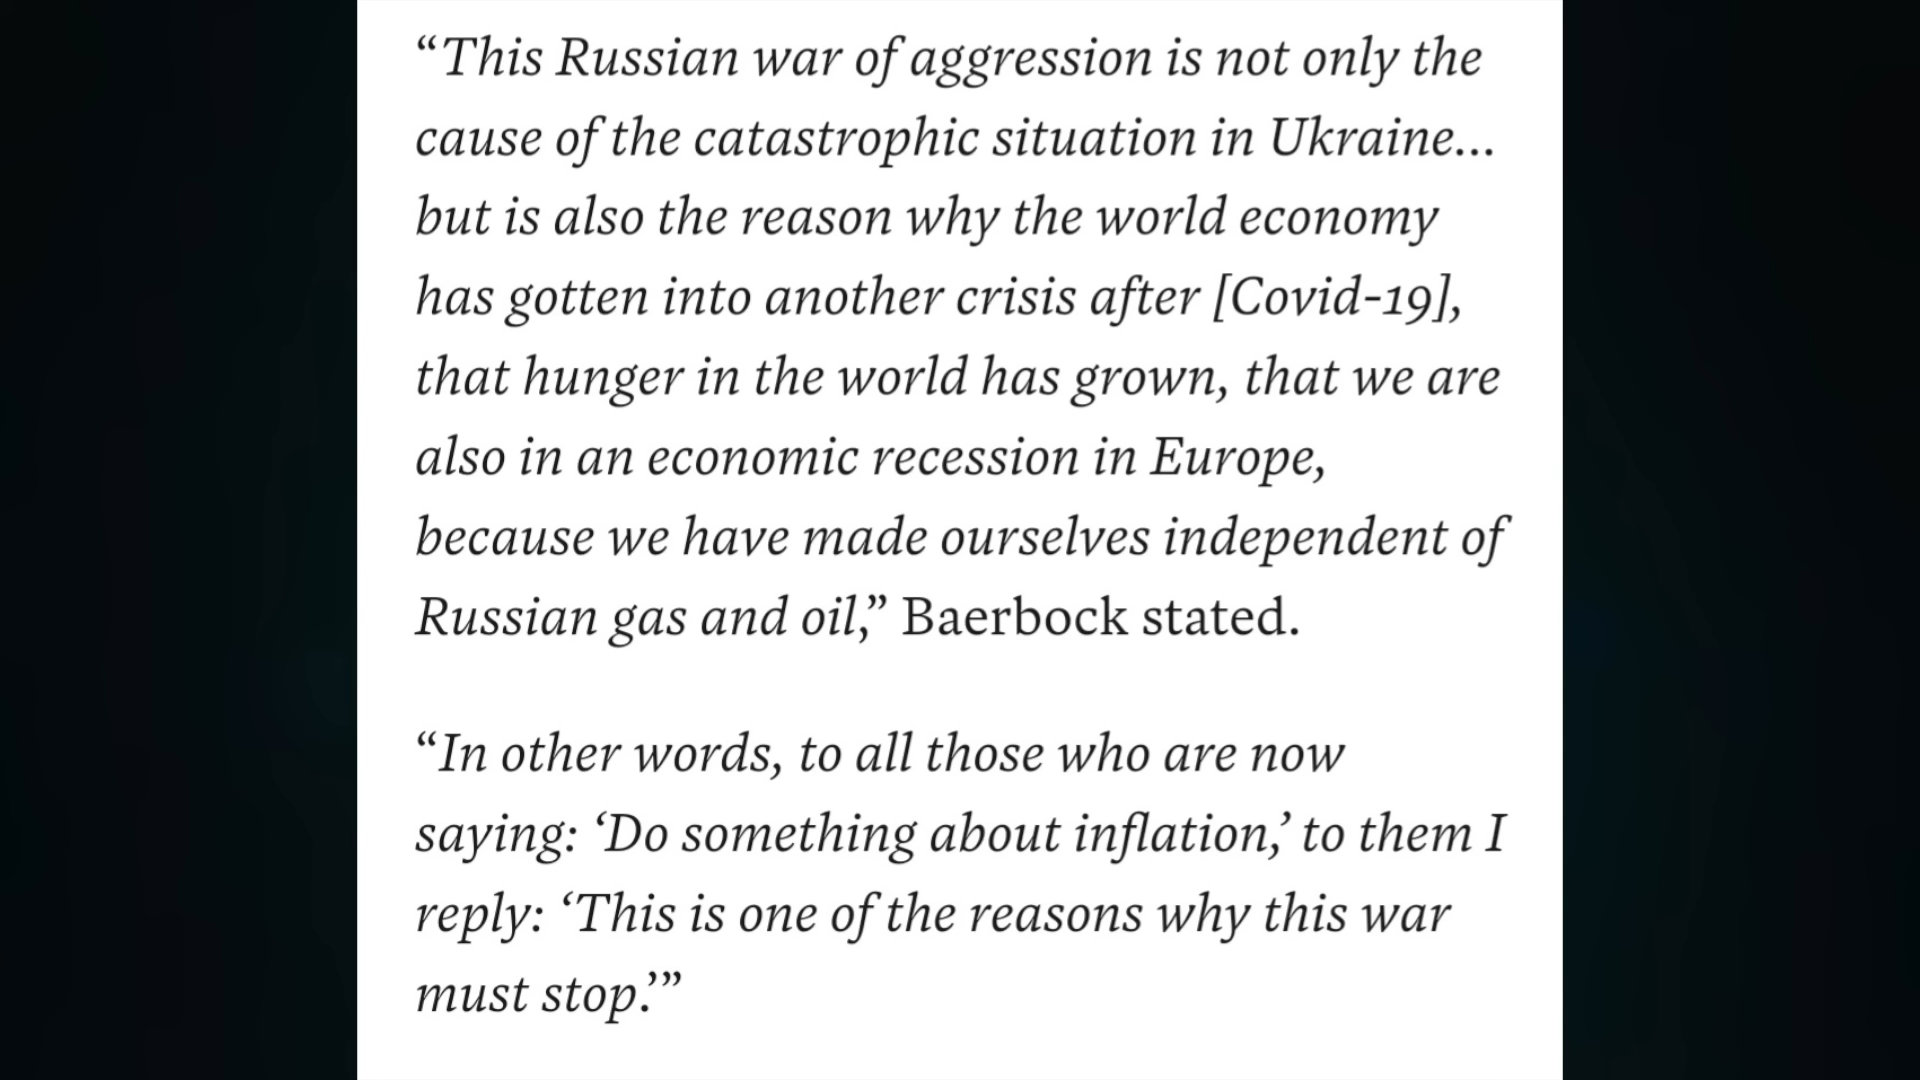 “This Russian war of aggression is not only the
cause of the catastrophic situation in Ukraine...
but is also the reason why the world economy
has gotten into another crisis after [Covid-19],
that hunger in the world has grown, that we are
also in an economic recession in Europe,
because we have made ourselves independent of
Russian gas and oil,” Baerbock stated.
“In other words, to all those who are now
saying: ‘Do something about inflation,’ to them I
reply: ‘This is one of the reasons why this war
must stop.’”